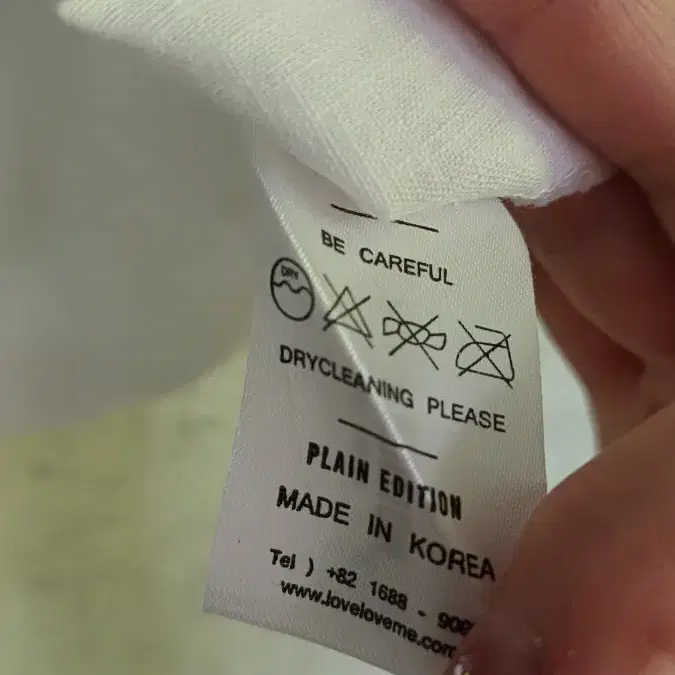 BE CAREFUL
DRY
DRYCLEANING PLEASE
PLAIN EDITION
MADE IN KOREA
Tel ) +82 1688 -
www.loveloveme.com